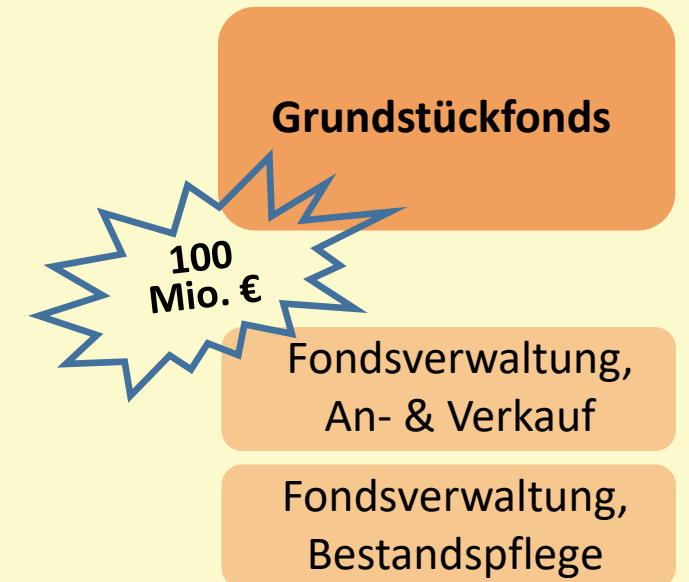 Grundstückfonds
100
Mio. €
Fondsverwaltung,
An- & Verkauf
Fondsverwaltung,
Bestandspflege